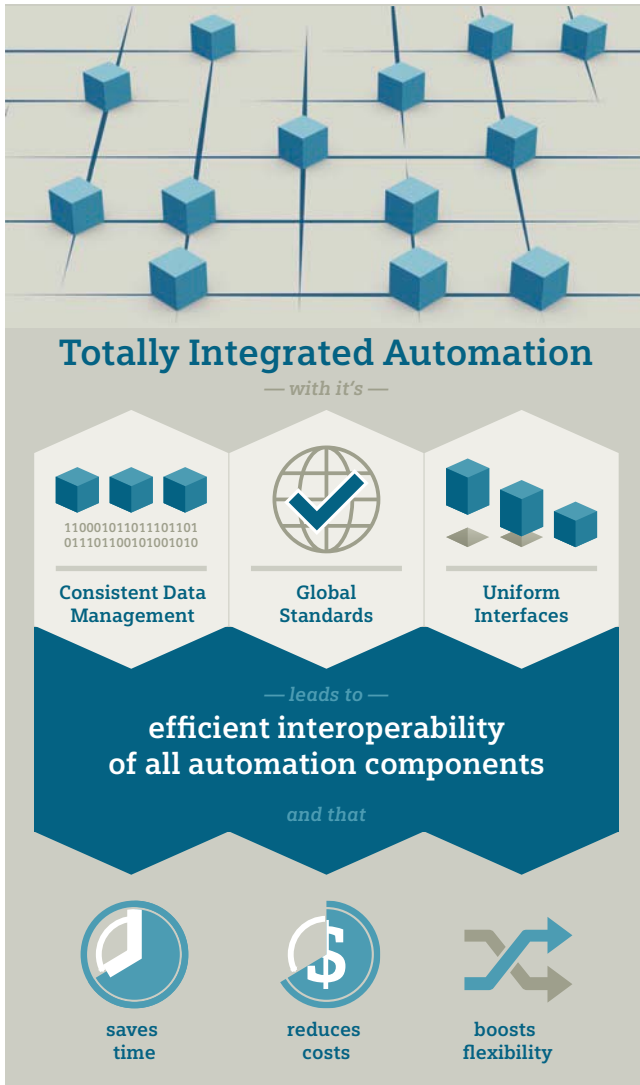 Totally Integrated Automation
— with it's —
110001011011101101
011101100101001010
Consistent Data
Management
Global
Standards
Uniform
Interfaces
— leads to —
efficient interoperability
of all automation components
and that
$
saves
time
reduces
costs
boosts
flexibility